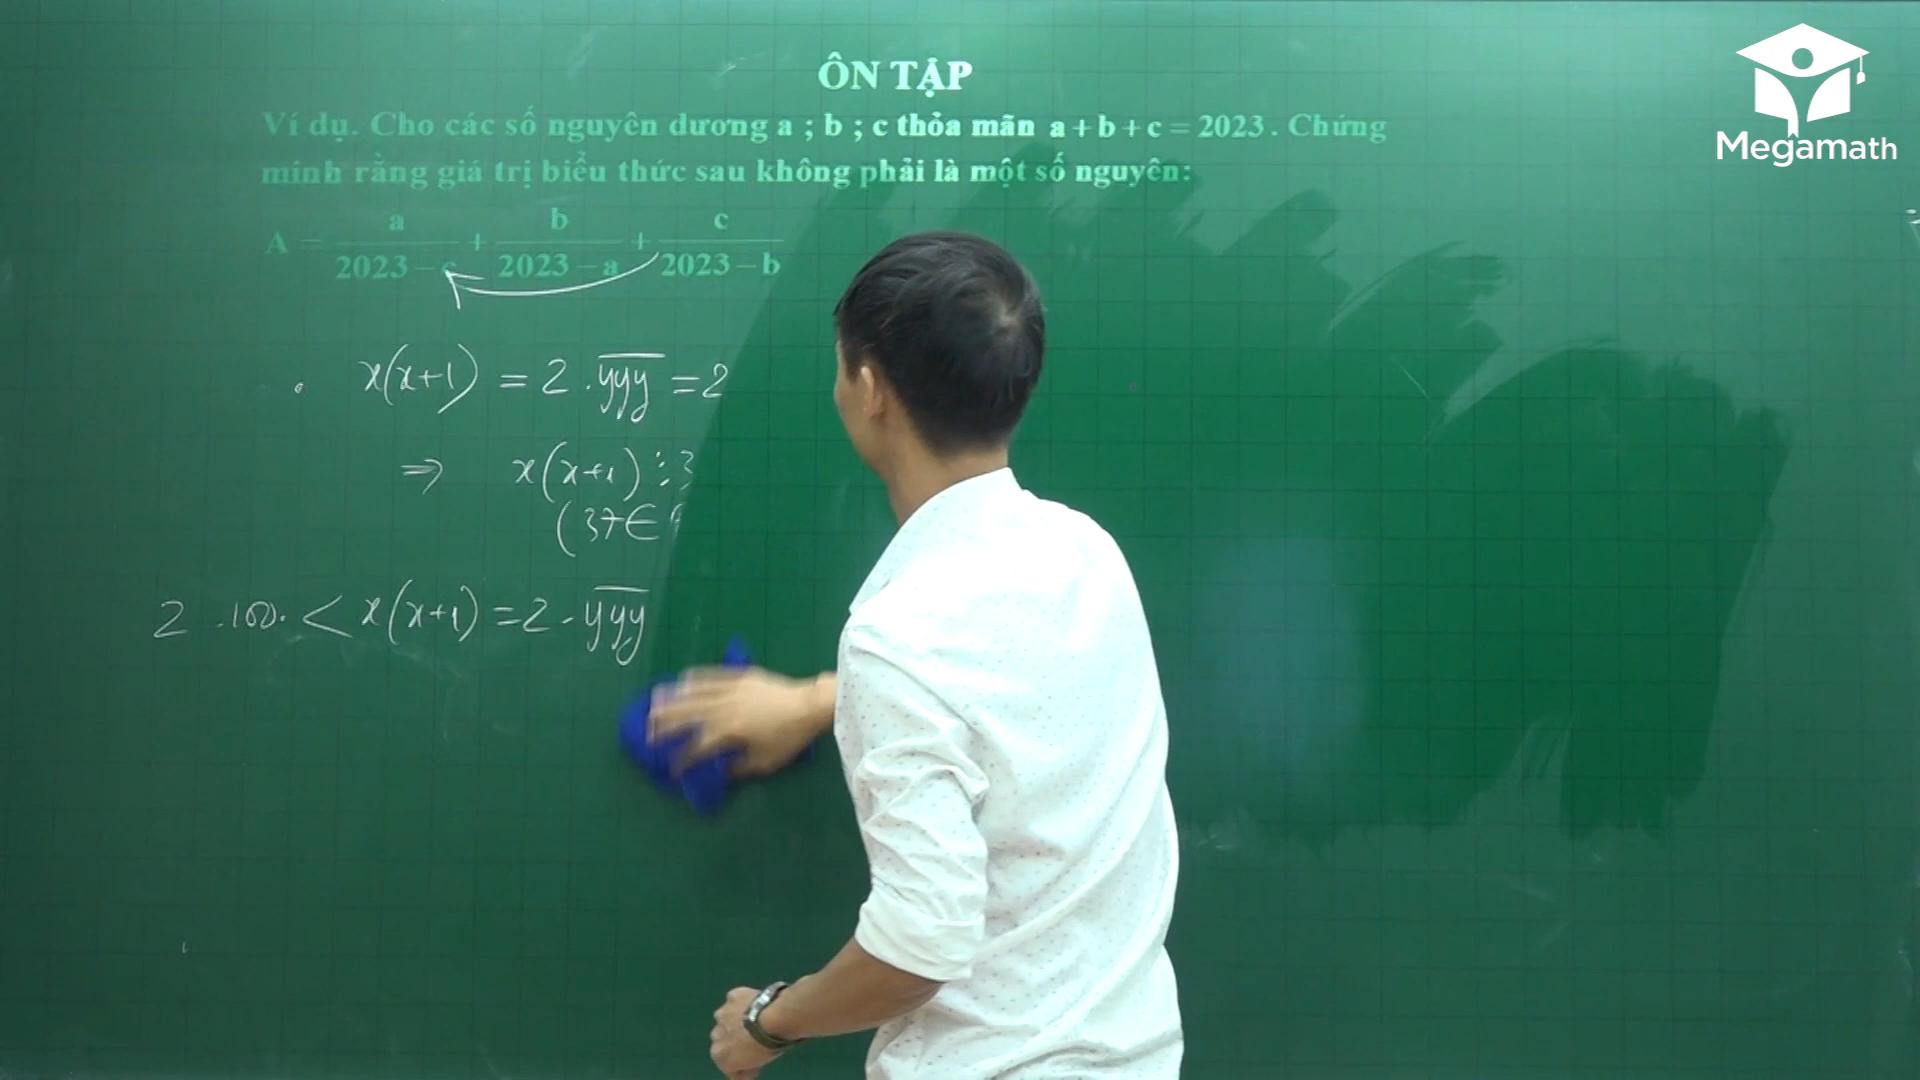 ÔN TẬP
Megamath
Ví dụ. Cho các số nguyên dương a ; b ; c thỏa mãn a + b + c = 2023 . Chứng
minh rằng giá trị biểu thức sau không phải là một số nguyên:
A = a/(2023 − c) + b/(2023 − a) + c/(2023 − b)
x(x+1) = 2 . yyy = 2
⇒ x(x+1) ⋮ 3
(37 ∈
2 . 100 . < x(x+1) = 2 . yyy